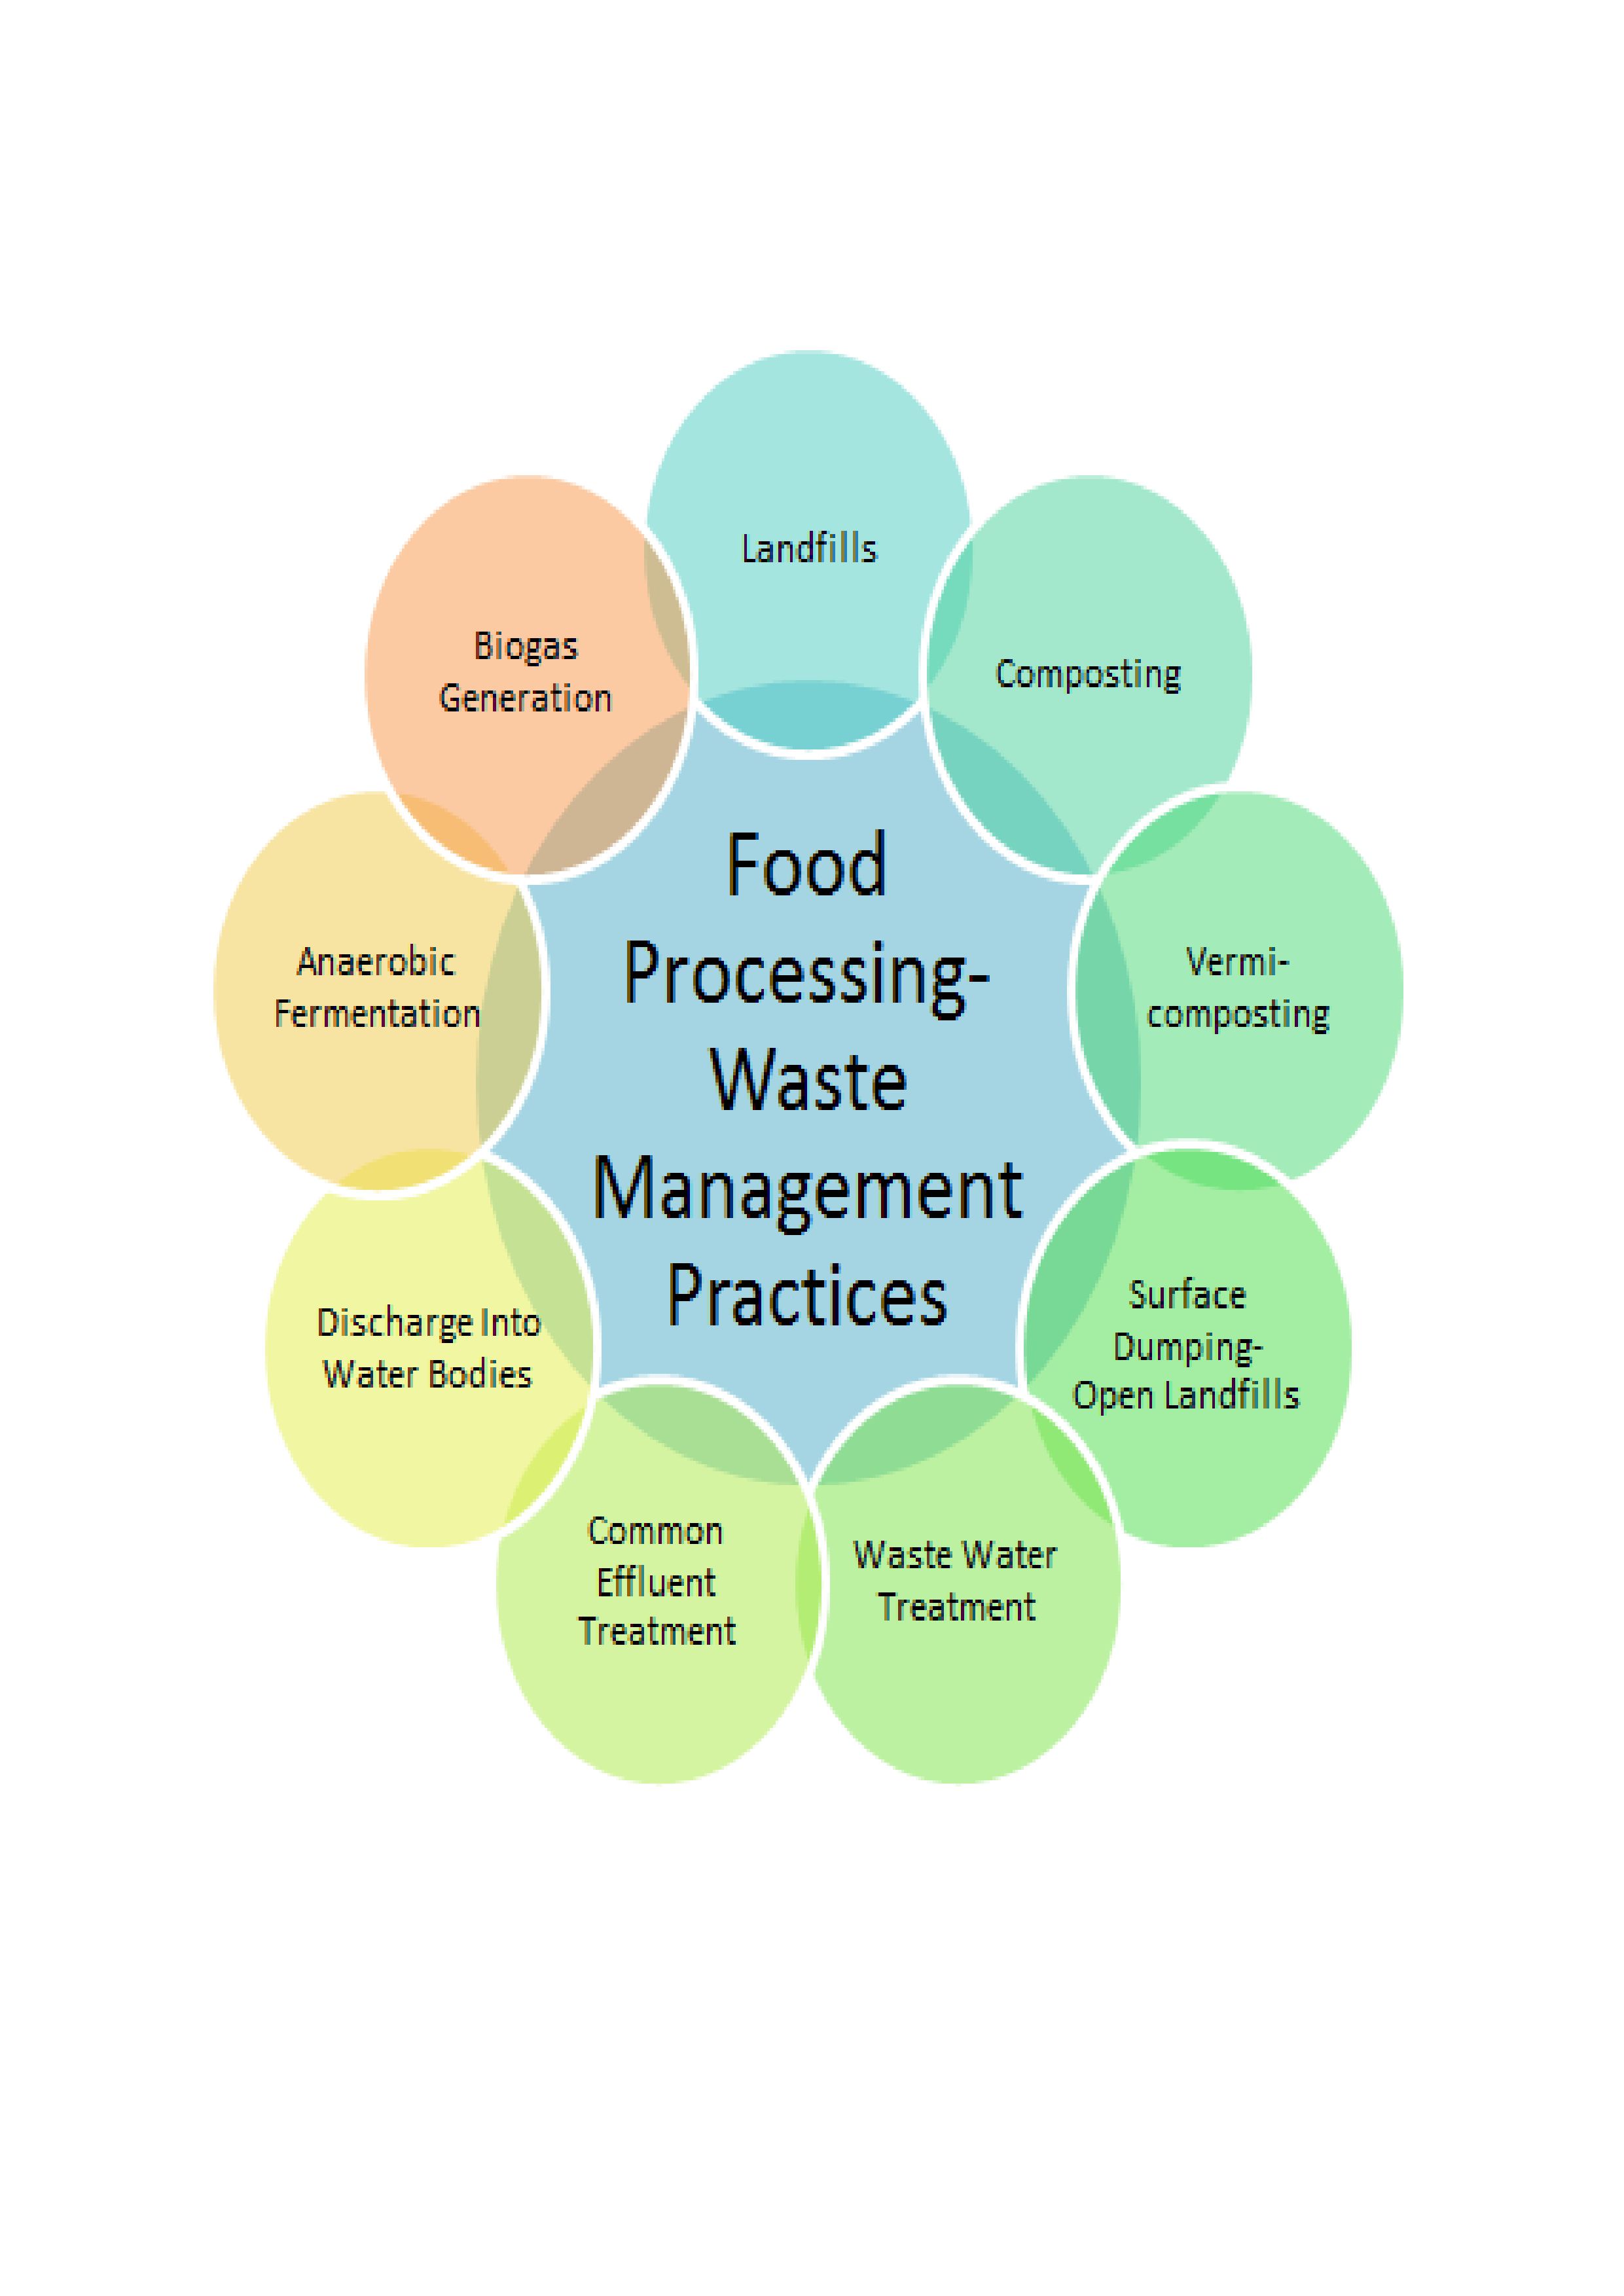 Landfills
Biogas
Generation
Composting
Food
Processing-
Waste
Management
Practices
Anaerobic
Fermentation
Vermi-
composting
Discharge Into
Water Bodies
Surface
Dumping-
Open Landfills
Common
Effluent
Treatment
Waste Water
Treatment